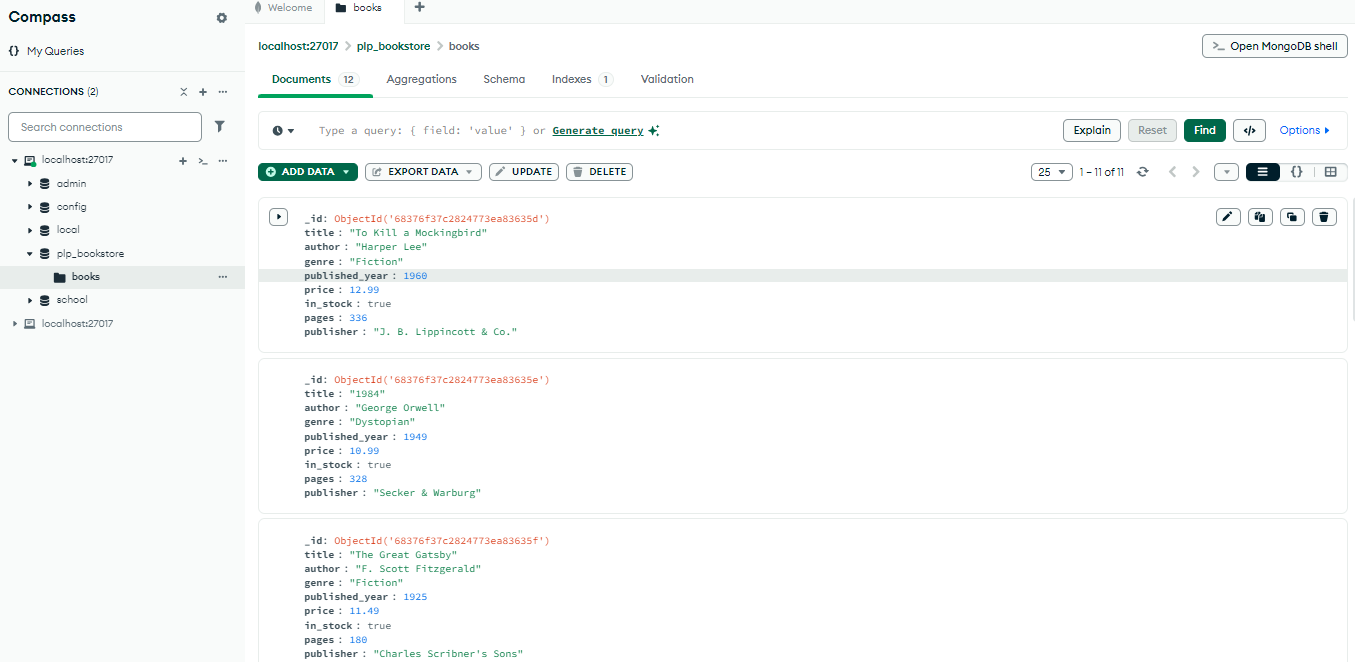 Compass
Welcome
books
My Queries
localhost:27017 plp_bookstore books
Open MongoDB shell
Documents 12 Aggregations Schema Indexes 1 Validation
CONNECTIONS (2)
Search connections
Type a query: { field: 'value' } or Generate query
Explain Reset Find </> Options
ADD DATA EXPORT DATA UPDATE DELETE
25 1 – 11 of 11 {}
localhost:27017
admin
config
local
plp_bookstore
books
school
localhost:27017
_id: ObjectId('68376f37c2824773ea83635d')
title : "To Kill a Mockingbird"
author : "Harper Lee"
genre : "Fiction"
published_year : 1960
price : 12.99
in_stock : true
pages : 336
publisher : "J. B. Lippincott & Co."
_id: ObjectId('68376f37c2824773ea83635e')
title : "1984"
author : "George Orwell"
genre : "Dystopian"
published_year : 1949
price : 10.99
in_stock : true
pages : 328
publisher : "Secker & Warburg"
_id: ObjectId('68376f37c2824773ea83635f')
title : "The Great Gatsby"
author : "F. Scott Fitzgerald"
genre : "Fiction"
published_year : 1925
price : 11.49
in_stock : true
pages : 180
publisher : "Charles Scribner's Sons"